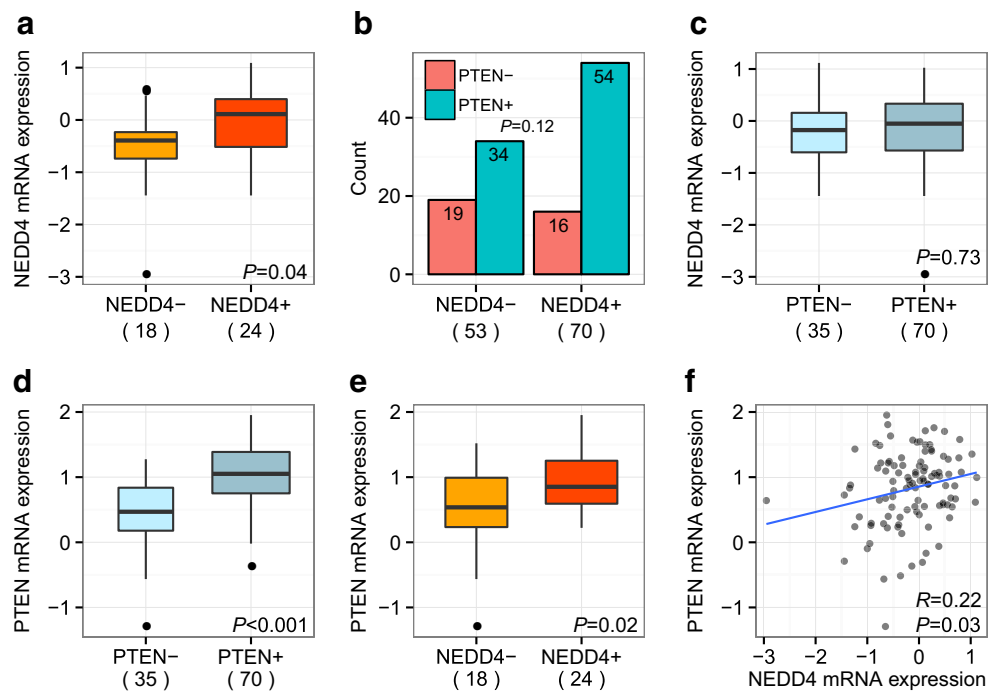 a
NEDD4 mRNA expression
1
0
−1
−2
−3
P=0.04
NEDD4− NEDD4+
( 18 ) ( 24 )
b
Count
40
20
0
PTEN−
PTEN+
P=0.12
19
34
16
54
NEDD4− NEDD4+
( 53 ) ( 70 )
c
NEDD4 mRNA expression
1
0
−1
−2
−3
P=0.73
PTEN− PTEN+
( 35 ) ( 70 )
d
PTEN mRNA expression
2
1
0
−1
P<0.001
PTEN− PTEN+
( 35 ) ( 70 )
e
PTEN mRNA expression
2
1
0
−1
P=0.02
NEDD4− NEDD4+
( 18 ) ( 24 )
f
PTEN mRNA expression
2
1
0
−1
R=0.22
P=0.03
−3 −2 −1 0 1
NEDD4 mRNA expression